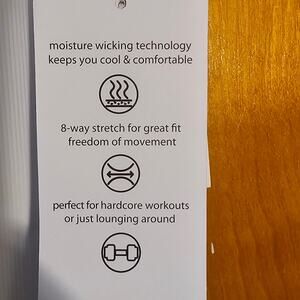 moisture wicking technology
keeps you cool & comfortable
8-way stretch for great fit
freedom of movement
perfect for hardcore workouts
or just lounging around